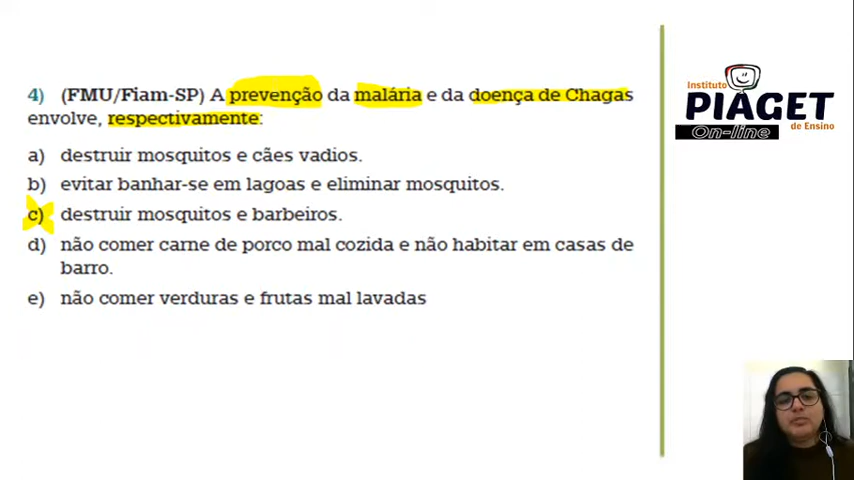 4) (FMU/Fiam-SP) A prevenção da malária e da doença de Chagas
envolve, respectivamente:
a) destruir mosquitos e cães vadios.
b) evitar banhar-se em lagoas e eliminar mosquitos.
c) destruir mosquitos e barbeiros.
d) não comer carne de porco mal cozida e não habitar em casas de
barro.
e) não comer verduras e frutas mal lavadas
Instituto
PIAGET
On-line
de Ensino